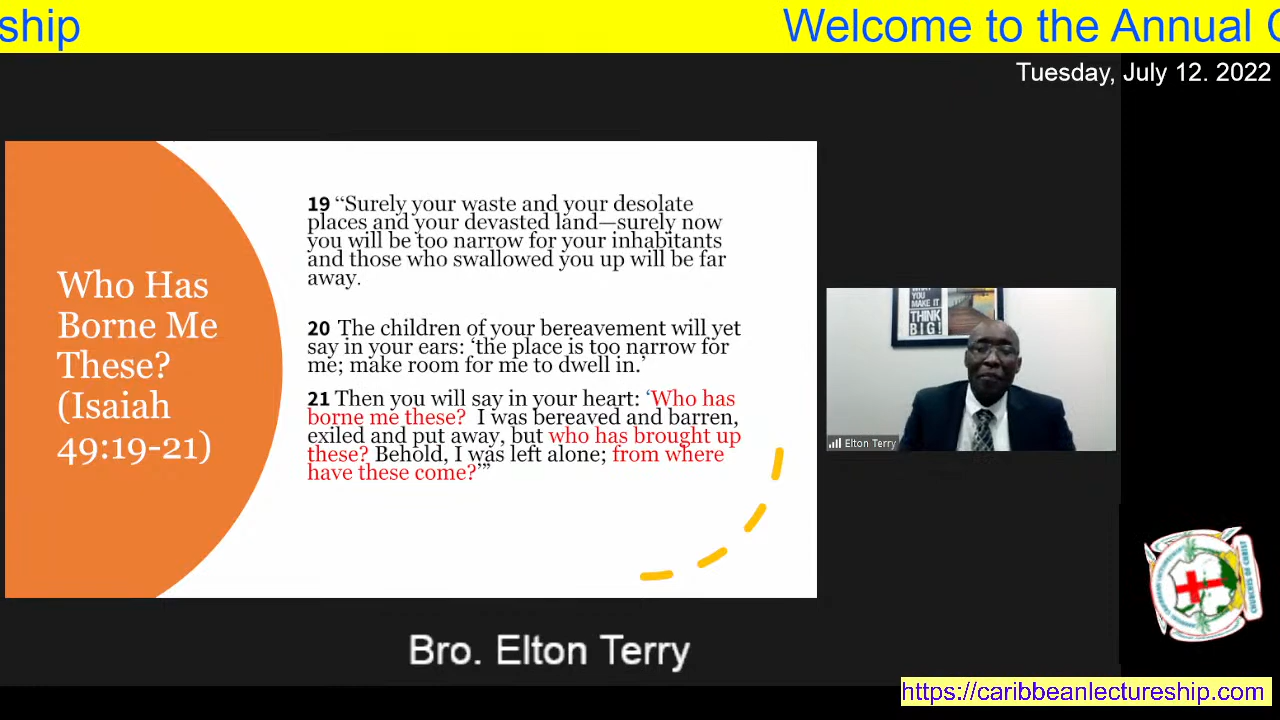 ship
Welcome to the Annual C
Tuesday, July 12. 2022
Who Has
Borne Me
These?
(Isaiah
49:19-21)
19 “Surely your waste and your desolate
places and your devasted land—surely now
you will be too narrow for your inhabitants
and those who swallowed you up will be far
away.
20 The children of your bereavement will yet
say in your ears: ‘the place is too narrow for
me; make room for me to dwell in.’
21 Then you will say in your heart: ‘Who has
borne me these? I was bereaved and barren,
exiled and put away, but who has brought up
these? Behold, I was left alone; from where
have these come?’”
YOU
MAKE IT
THINK
BIG!
Elton Terry
CHURCHES OF CHRIST
Bro. Elton Terry
https://caribbeanlectureship.com